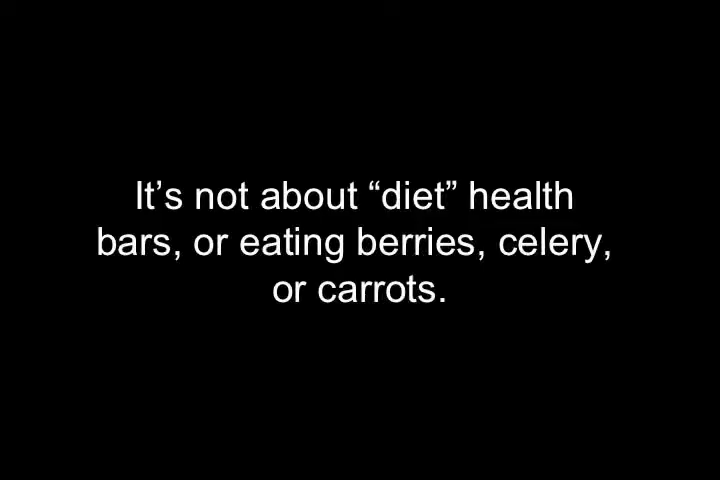 It’s not about “diet” health
bars, or eating berries, celery,
or carrots.